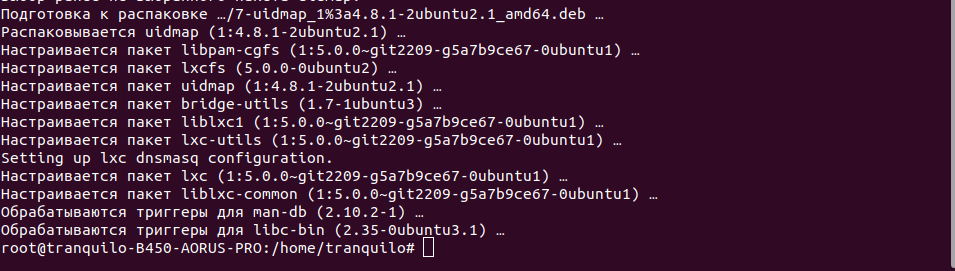 Подготовка к распаковке …/7-uidmap_1%3a4.8.1-2ubuntu2.1_amd64.deb …
Распаковывается uidmap (1:4.8.1-2ubuntu2.1) …
Настраивается пакет libpam-cgfs (1:5.0.0~git2209-g5a7b9ce67-0ubuntu1) …
Настраивается пакет lxcfs (5.0.0-0ubuntu2) …
Настраивается пакет uidmap (1:4.8.1-2ubuntu2.1) …
Настраивается пакет bridge-utils (1.7-1ubuntu3) …
Настраивается пакет liblxc1 (1:5.0.0~git2209-g5a7b9ce67-0ubuntu1) …
Настраивается пакет lxc-utils (1:5.0.0~git2209-g5a7b9ce67-0ubuntu1) …
Setting up lxc dnsmasq configuration.
Настраивается пакет lxc (1:5.0.0~git2209-g5a7b9ce67-0ubuntu1) …
Настраивается пакет liblxc-common (1:5.0.0~git2209-g5a7b9ce67-0ubuntu1) …
Обрабатываются триггеры для man-db (2.10.2-1) …
Обрабатываются триггеры для libc-bin (2.35-0ubuntu3.1) …
root@tranquilo-B450-AORUS-PRO:/home/tranquilo#